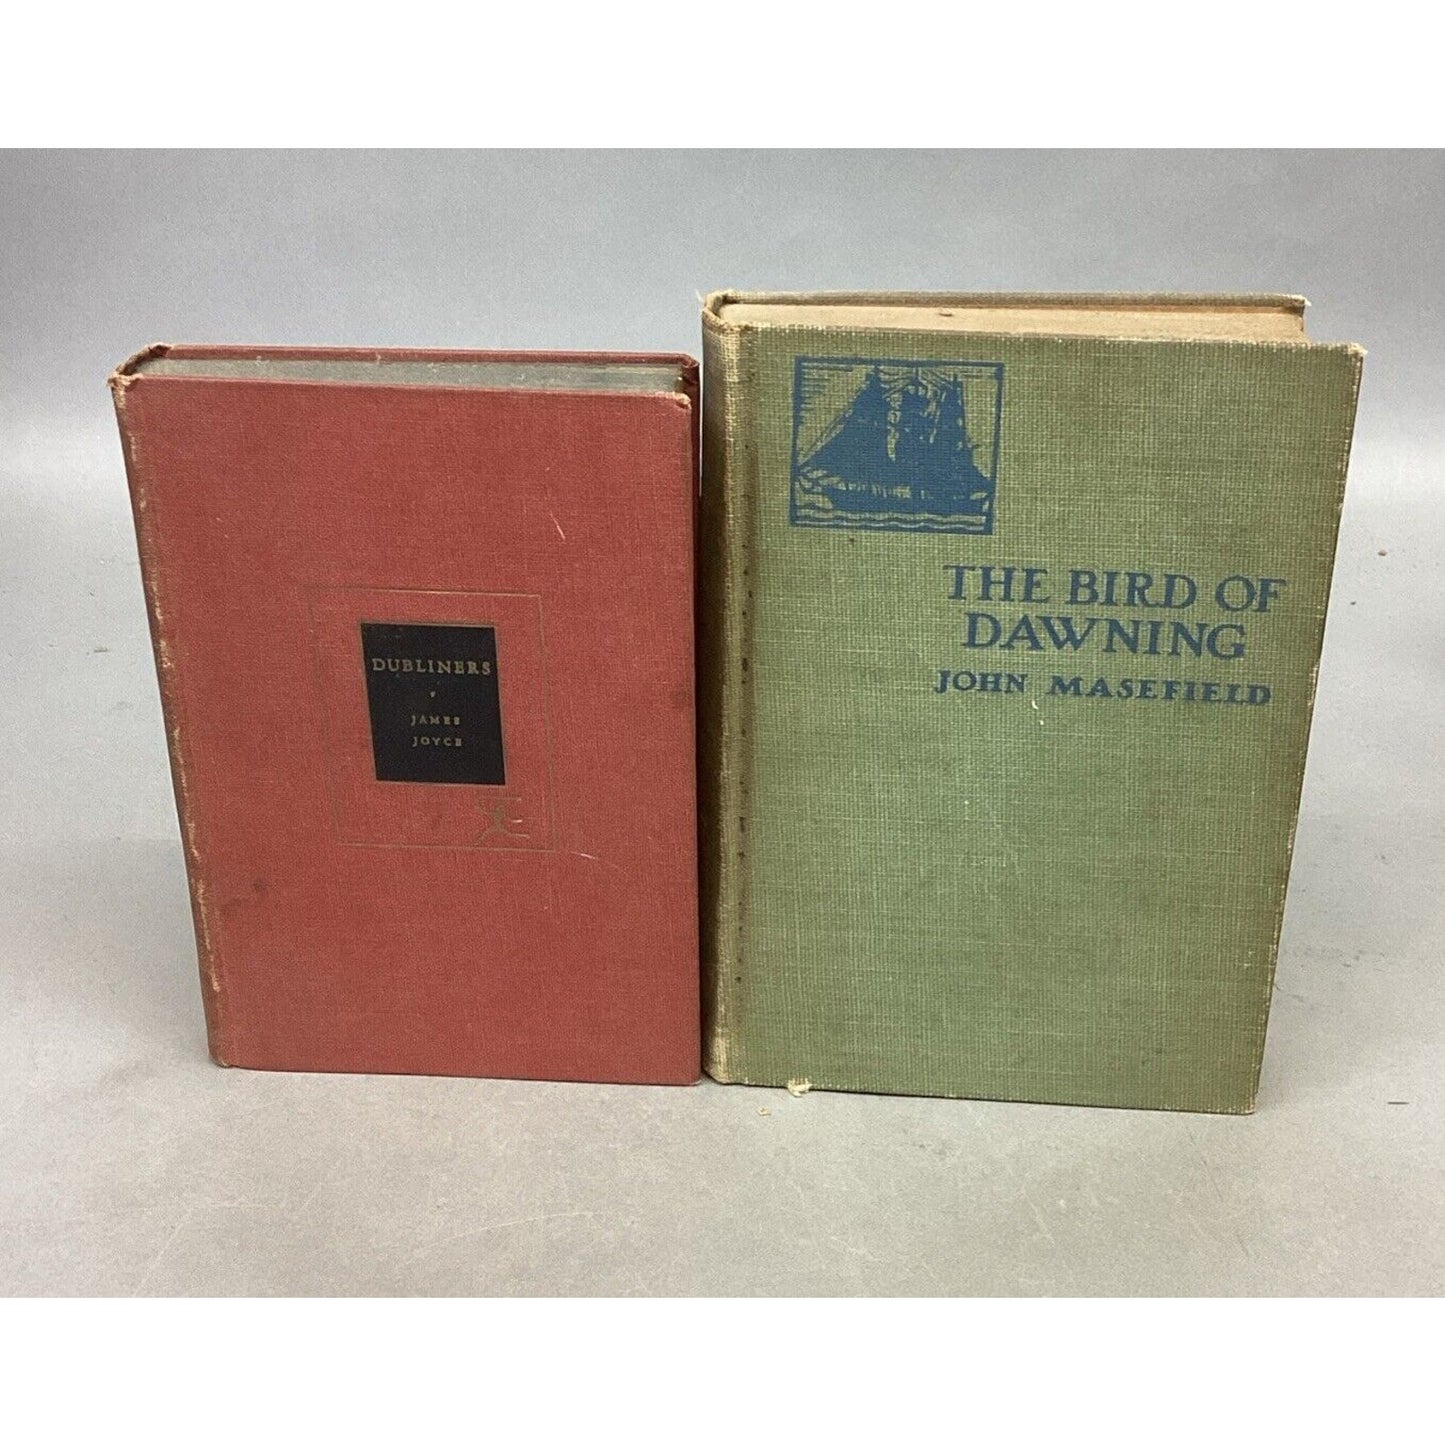 DUBLINERS
JAMES
JOYCE
THE BIRD OF
DAWNING
JOHN MASEFIELD